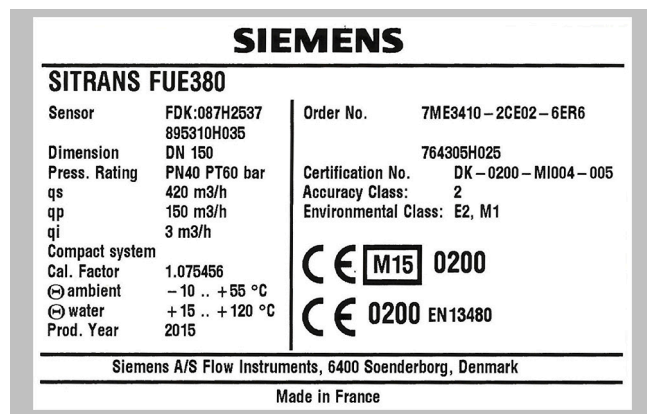 SIEMENS
SITRANS FUE380
Sensor FDK:087H2537
895310H035
Dimension DN 150
Press. Rating PN40 PT60 bar
qs 420 m3/h
qp 150 m3/h
qi 3 m3/h
Compact system
Cal. Factor 1.075456
Θ ambient −10 .. +55 °C
Θ water +15 .. +120 °C
Prod. Year 2015
Order No. 7ME3410−2CE02−6ER6
764305H025
Certification No. DK−0200−MI004−005
Accuracy Class: 2
Environmental Class: E2, M1
CE M15 0200
CE 0200 EN13480
Siemens A/S Flow Instruments, 6400 Soenderborg, Denmark
Made in France